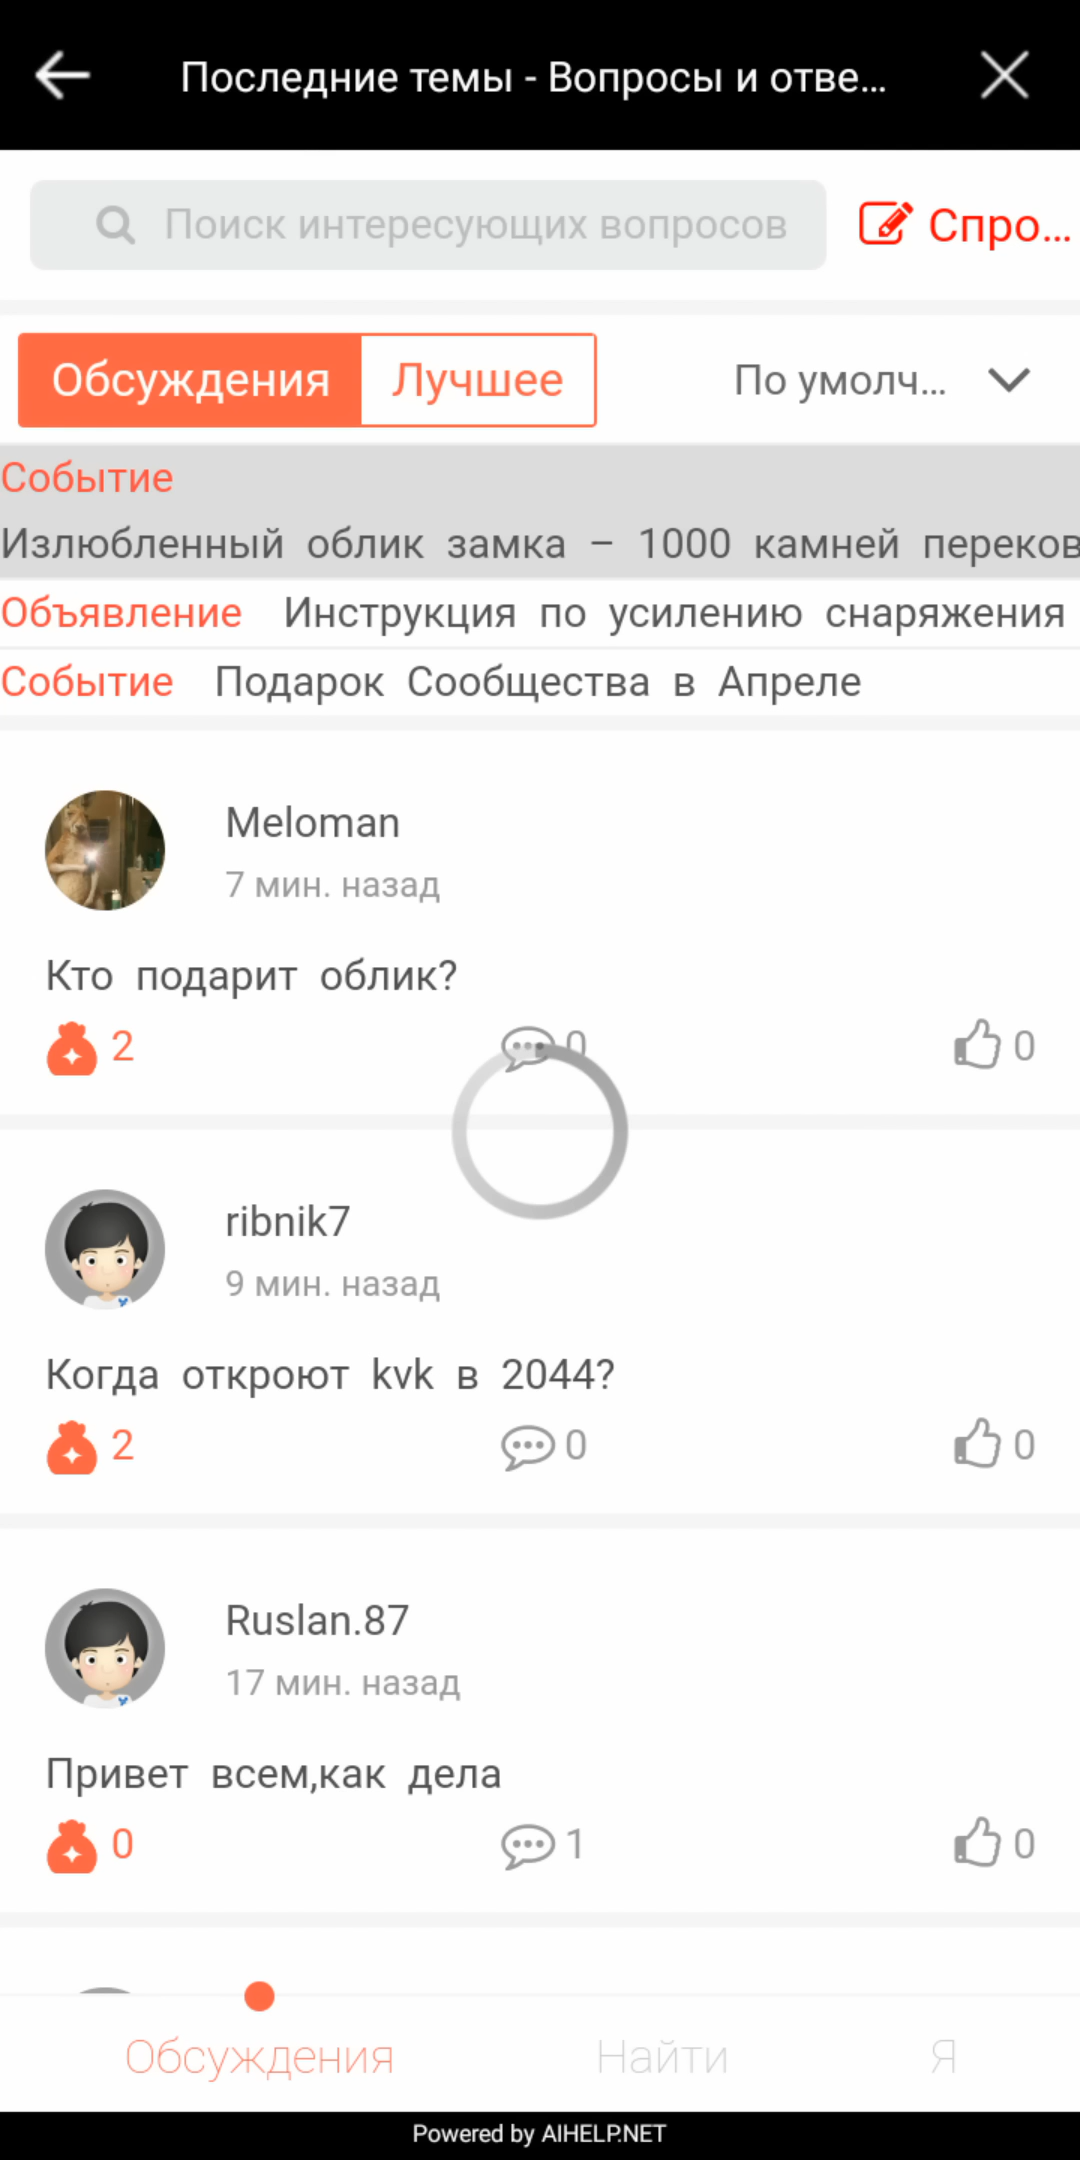 Последние темы - Вопросы и отве...
Поиск интересующих вопросов
Спро...
Обсуждения Лучшее По умолч...
Событие
Излюбленный облик замка – 1000 камней переков
Объявление Инструкция по усилению снаряжения
Событие Подарок Сообщества в Апреле
Meloman
7 мин. назад
Кто подарит облик?
2 0 0
ribnik7
9 мин. назад
Когда откроют kvk в 2044?
2 0 0
Ruslan.87
17 мин. назад
Привет всем,как дела
0 1 0
Обсуждения Найти Я
Powered by AIHELP.NET